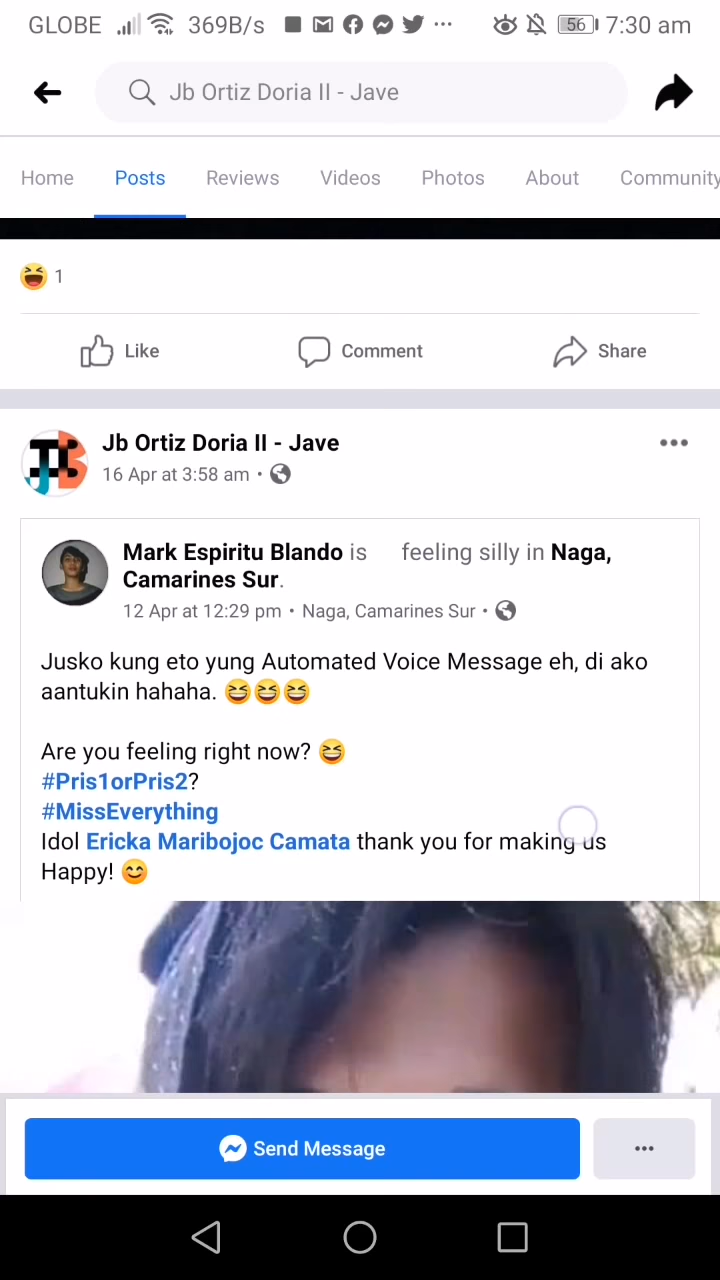 GLOBE 369B/s 56 7:30 am
Jb Ortiz Doria II - Jave
Home Posts Reviews Videos Photos About Community
1
Like Comment Share
Jb Ortiz Doria II - Jave
16 Apr at 3:58 am •
Mark Espiritu Blando is feeling silly in Naga,
Camarines Sur.
12 Apr at 12:29 pm • Naga, Camarines Sur •
Jusko kung eto yung Automated Voice Message eh, di ako
aantukin hahaha. 😆😆😆
Are you feeling right now? 😆
#Pris1orPris2?
#MissEverything
Idol Ericka Maribojoc Camata thank you for making us
Happy! 😊
Send Message